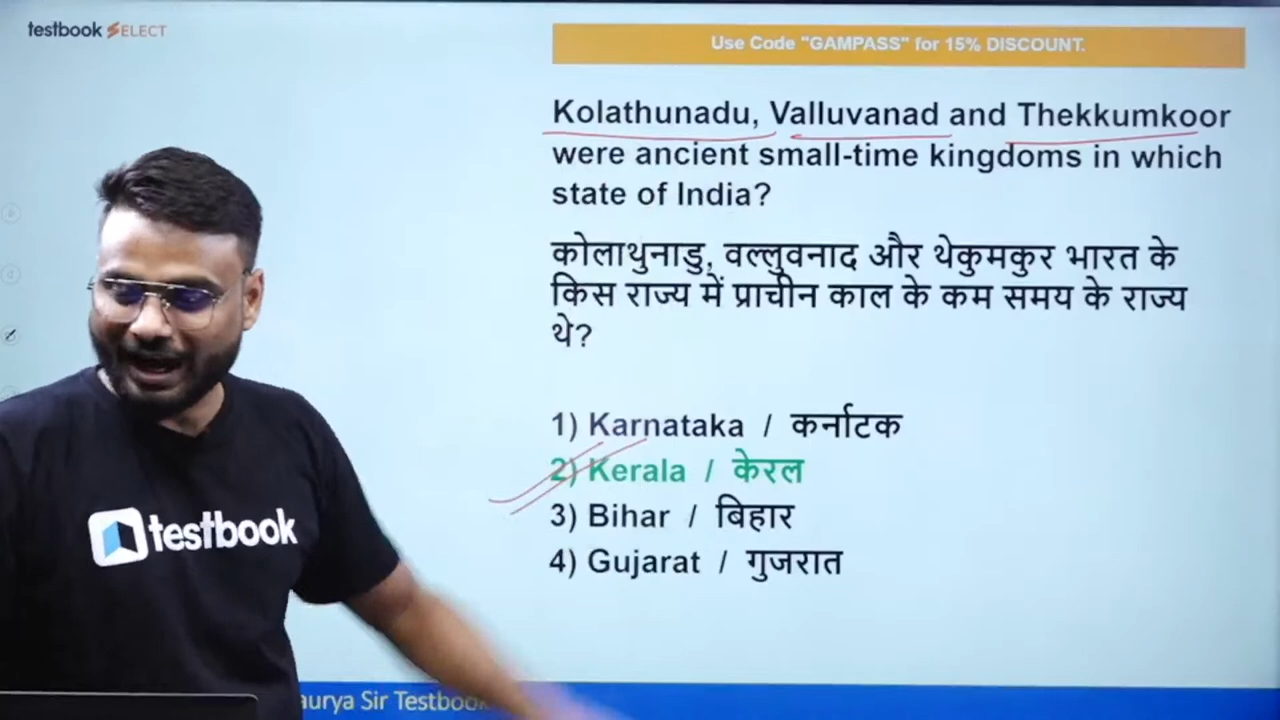 testbook SELECT
Use Code "GAMPASS" for 15% DISCOUNT.
Kolathunadu, Valluvanad and Thekkumkoor
were ancient small-time kingdoms in which
state of India?
कोलाथुनाडु, वल्लुवनाद और थेकुमकुर भारत के
किस राज्य में प्राचीन काल के कम समय के राज्य
थे?
1) Karnataka / कर्नाटक
2) Kerala / केरल
3) Bihar / बिहार
4) Gujarat / गुजरात
testbook
Sir Testbook